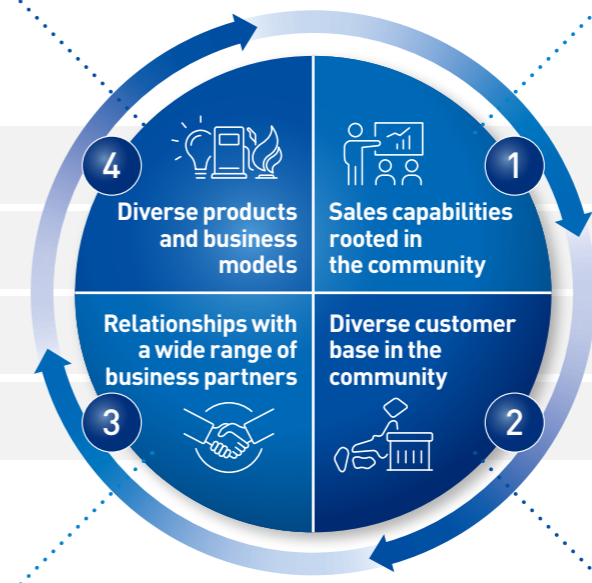 4
Diverse products
and business
models
1
Sales capabilities
rooted in
the community
Relationships with
a wide range of
business partners
3
Diverse customer
base in the
community
2